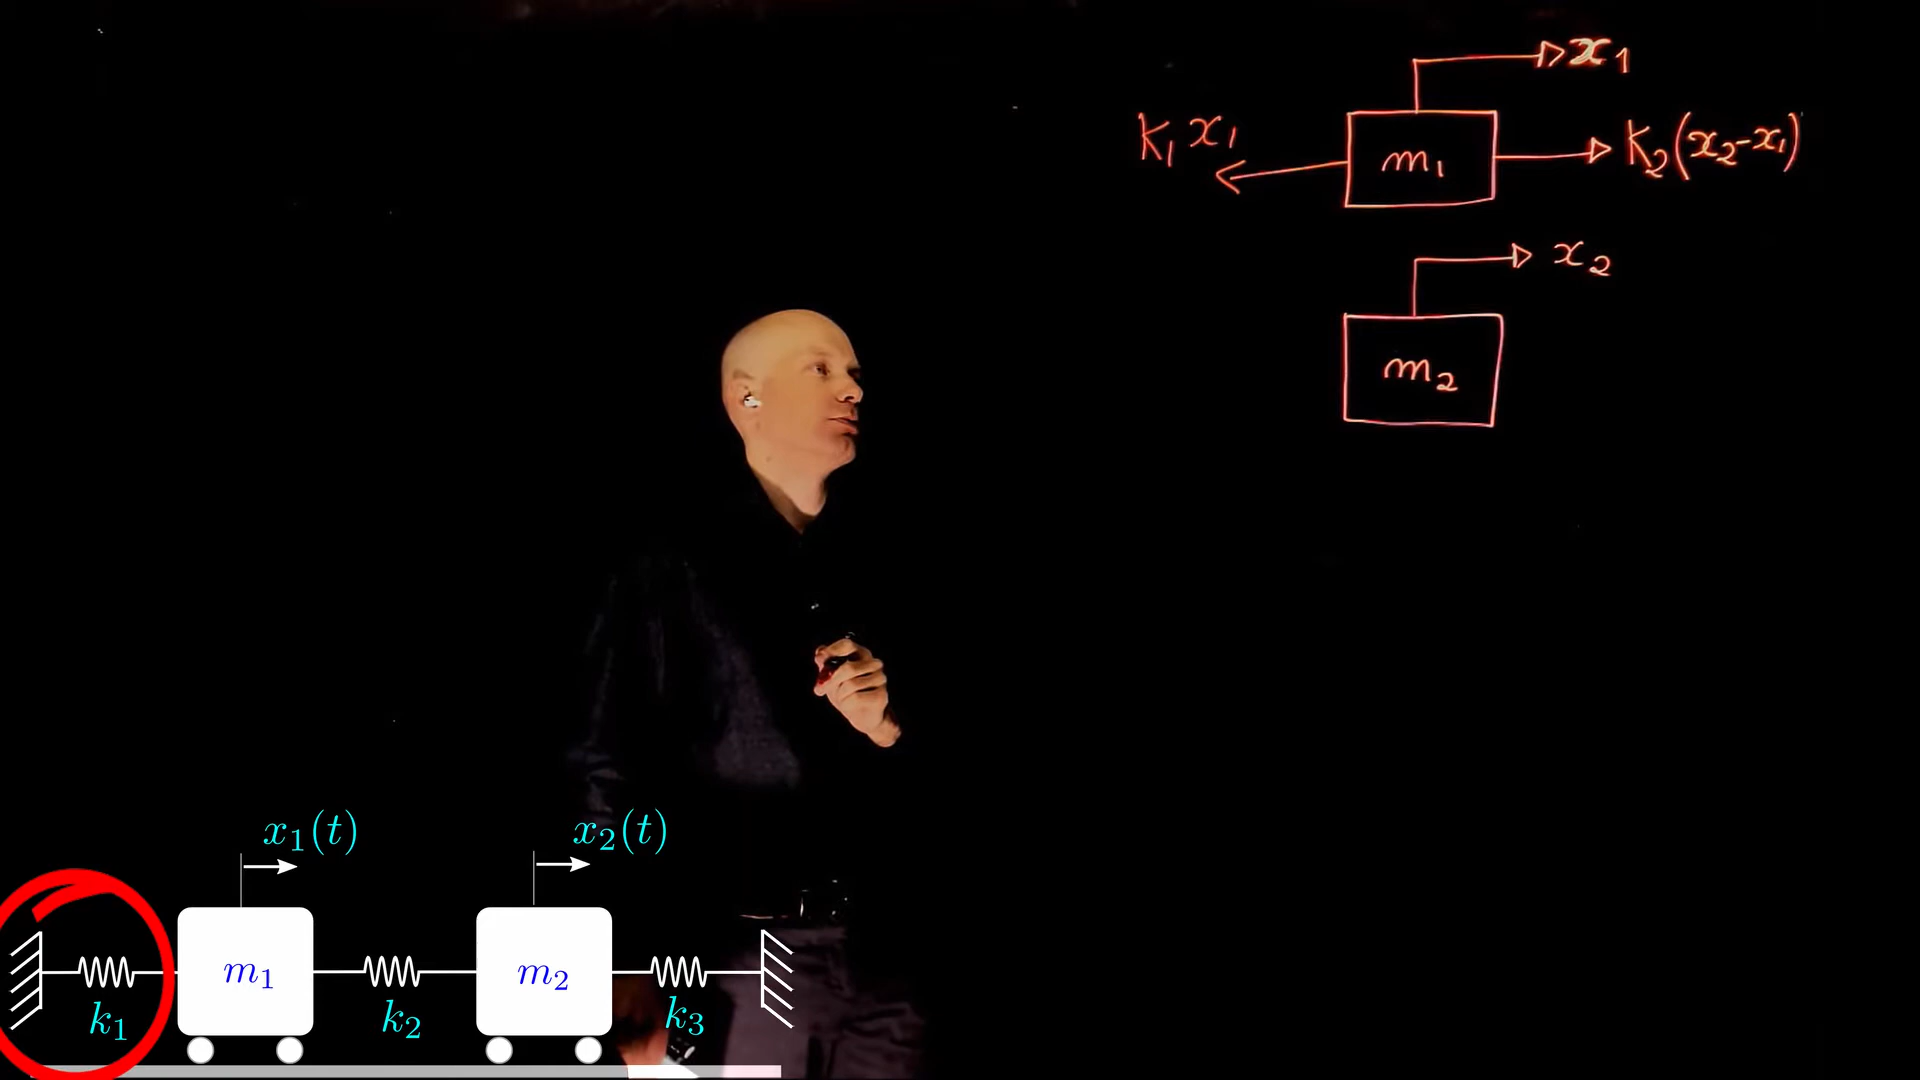 x₁
K₁x₁
m₁
K₂(x₂-x₁)
x₂
m₂
x₁(t)
x₂(t)
m₁
m₂
k₁
k₂
k₃